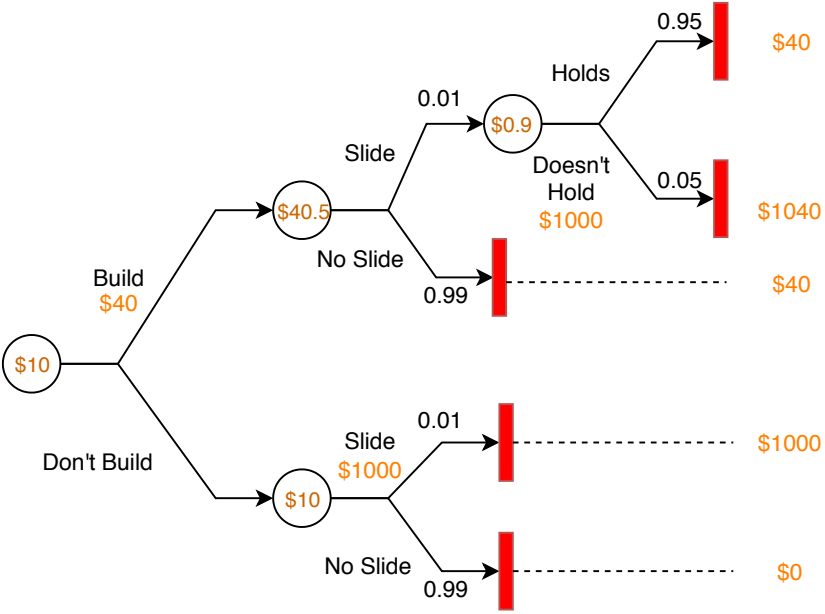 0.95
$40
Holds
0.01
$0.9
Slide
Doesn't
Hold
$1000
0.05
$1040
$40.5
No Slide
0.99
$40
Build
$40
$10
Don't Build
0.01
Slide
$1000
$1000
$10
No Slide
0.99
$0